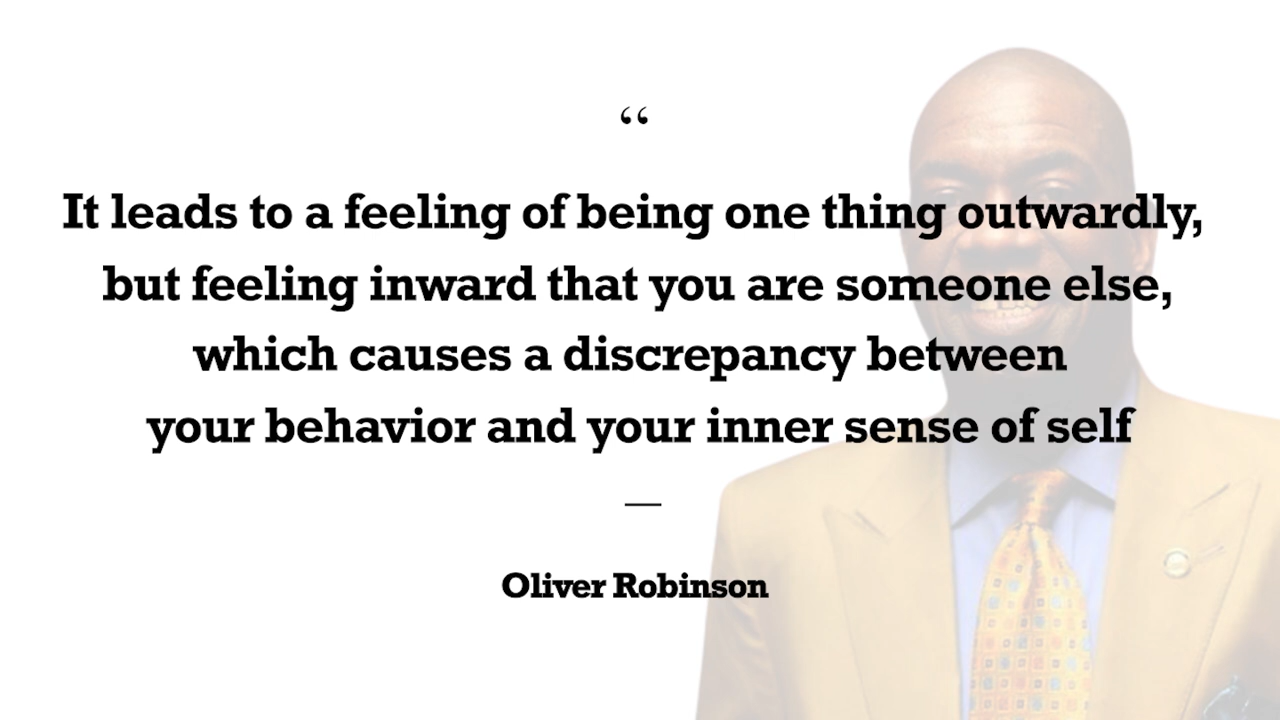 “
It leads to a feeling of being one thing outwardly,
but feeling inward that you are someone else,
which causes a discrepancy between
your behavior and your inner sense of self
—
Oliver Robinson